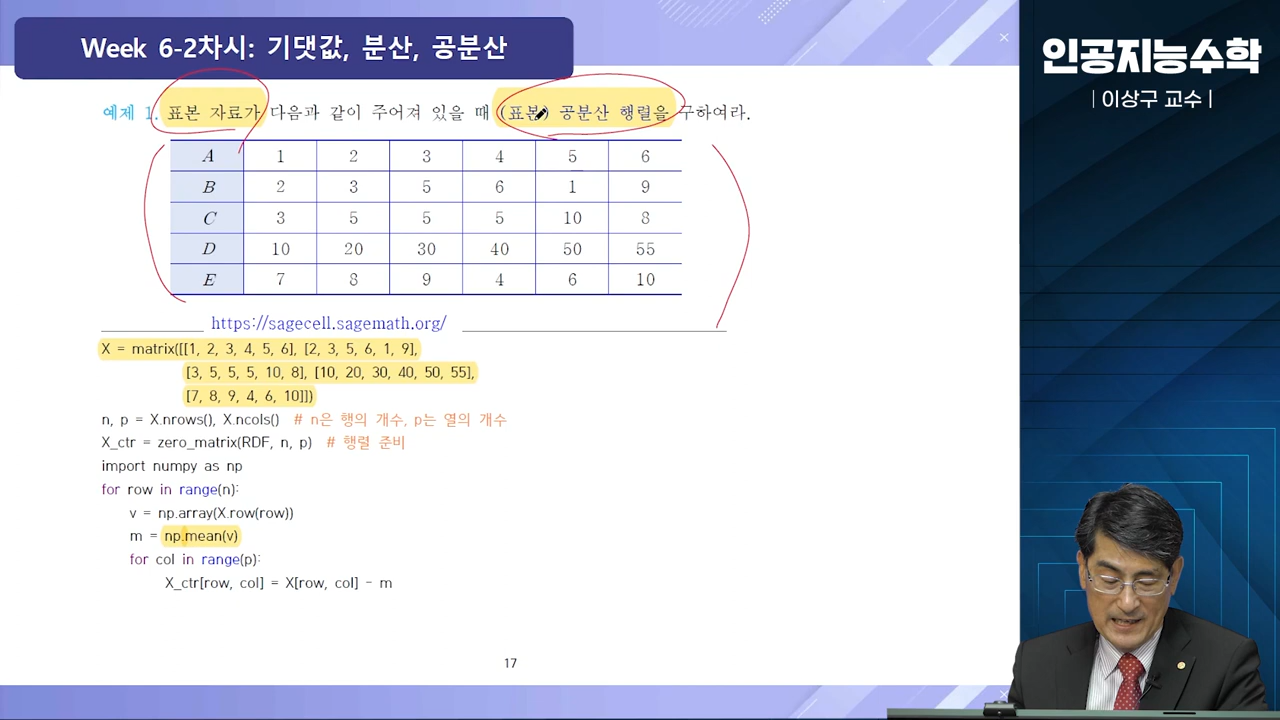 Week 6-2차시: 기댓값, 분산, 공분산
인공지능수학
| 이상구 교수 |
예제 1. 표본 자료가 다음과 같이 주어져 있을 때 (표본) 공분산 행렬을 구하여라.
A 1 2 3 4 5 6
B 2 3 5 6 1 9
C 3 5 5 5 10 8
D 10 20 30 40 50 55
E 7 8 9 4 6 10
https://sagecell.sagemath.org/
X = matrix([[1, 2, 3, 4, 5, 6], [2, 3, 5, 6, 1, 9],
[3, 5, 5, 5, 10, 8], [10, 20, 30, 40, 50, 55],
[7, 8, 9, 4, 6, 10]])
n, p = X.nrows(), X.ncols() # n은 행의 개수, p는 열의 개수
X_ctr = zero_matrix(RDF, n, p) # 행렬 준비
import numpy as np
for row in range(n):
v = np.array(X.row(row))
m = np.mean(v)
for col in range(p):
X_ctr[row, col] = X[row, col] - m
17